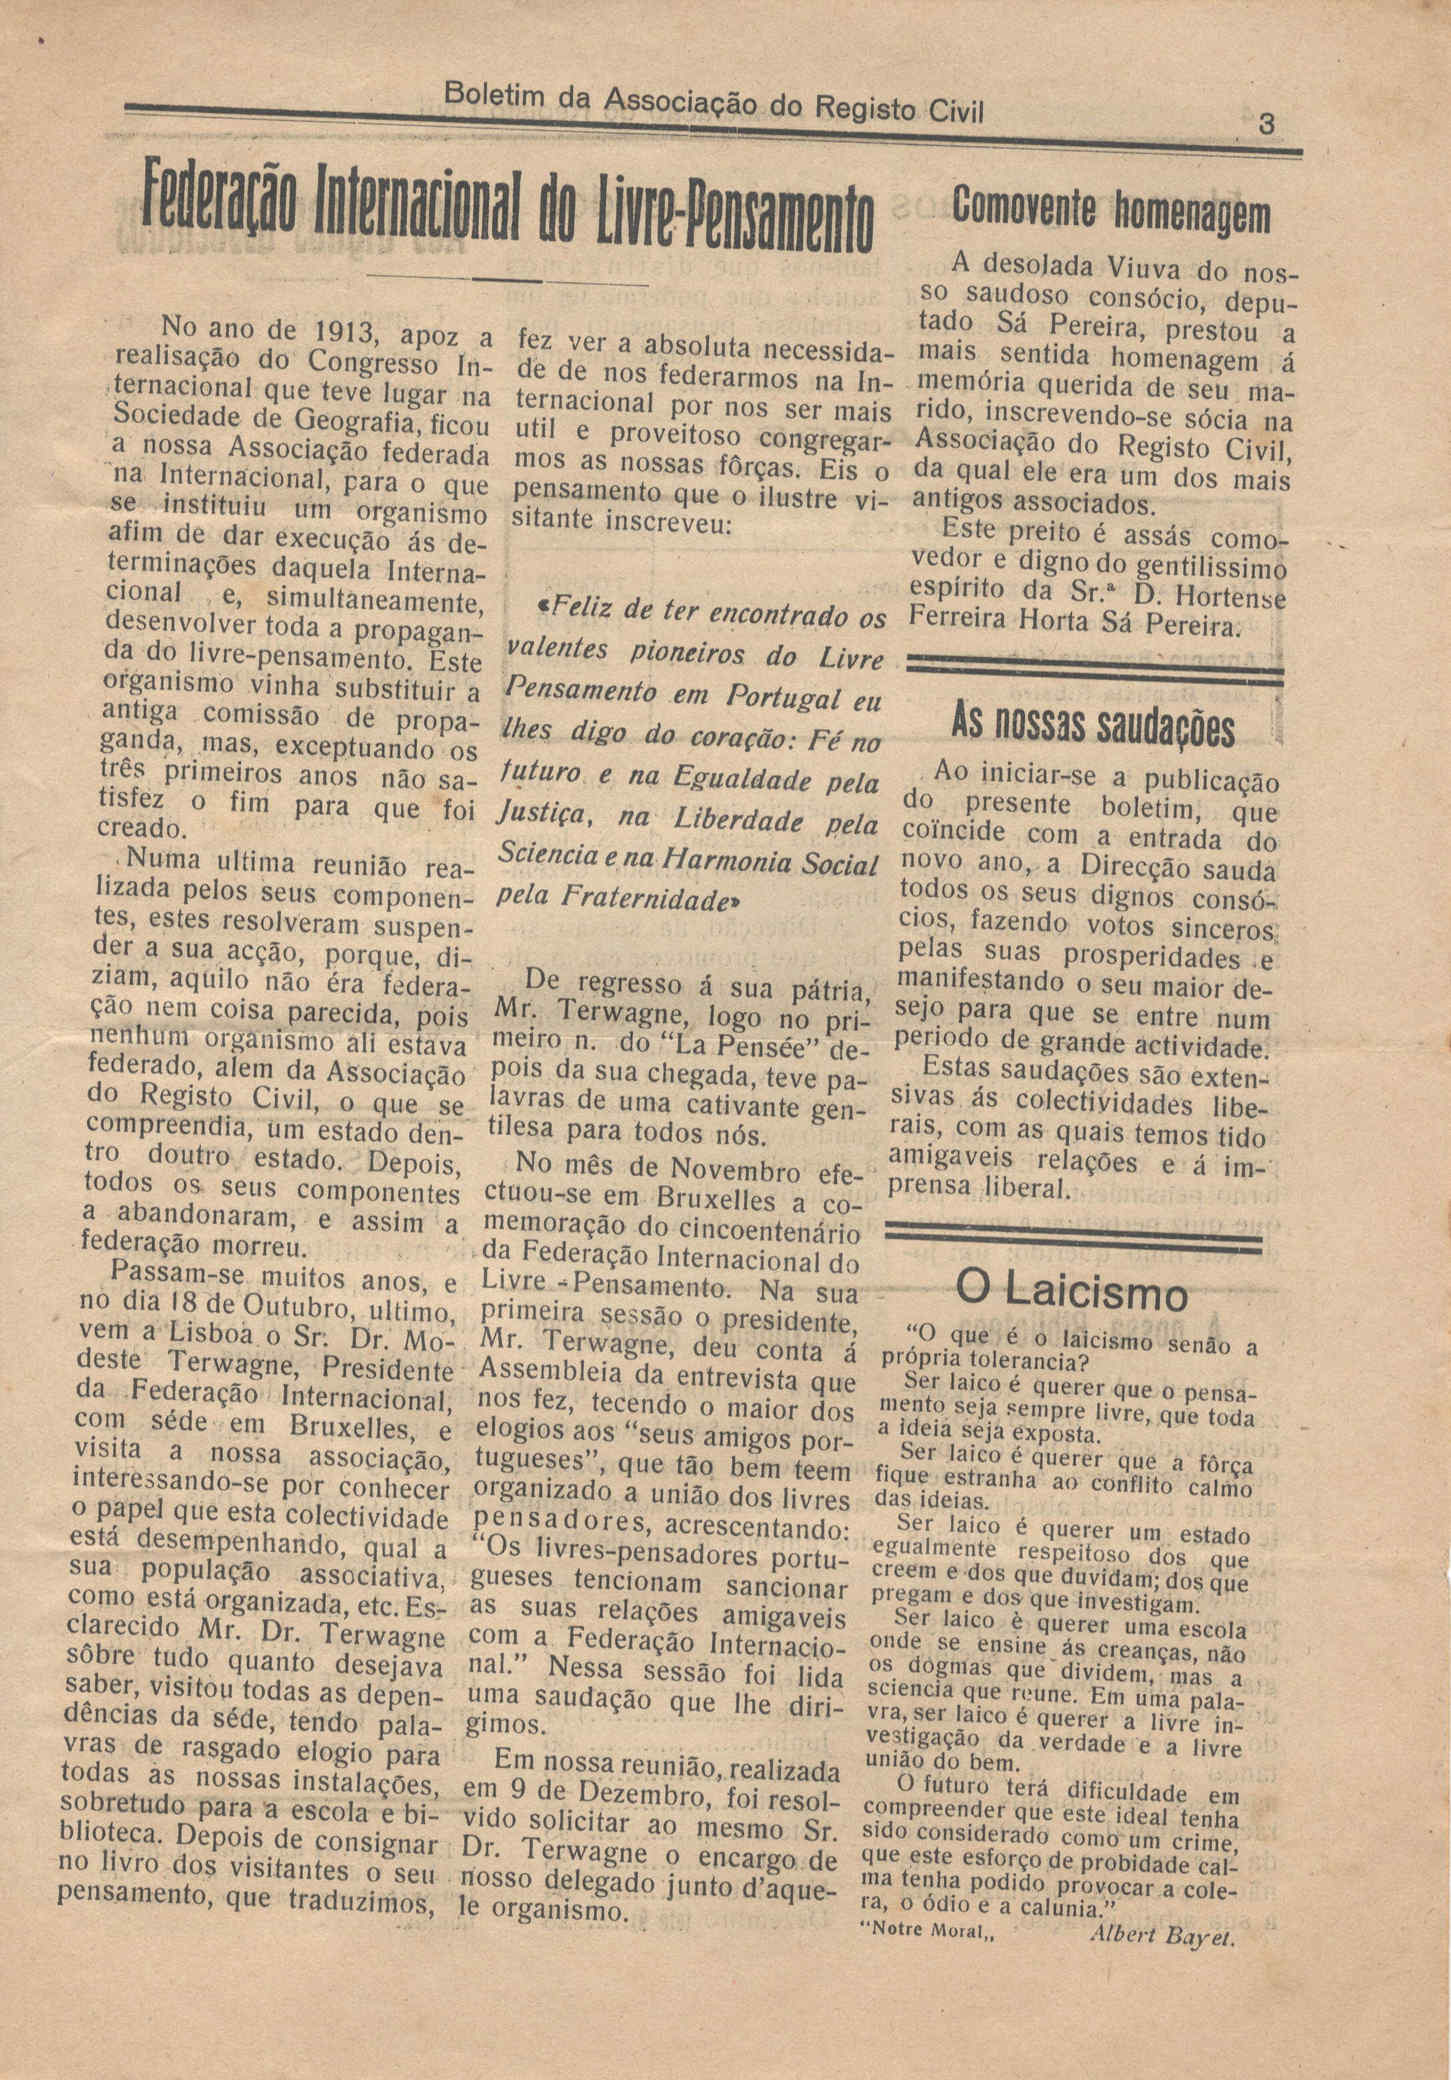 Boletim da Associação do Registo Civil
3
Federação Internacional do Livre-Pensamento
No ano de 1913, apoz a
realisação do Congresso In-
ternacional que teve lugar na
Sociedade de Geografia, ficou
a nossa Associação federada
na Internacional, para o que
se instituiu um organismo
afim de dar execução ás de-
terminações daquela Interna-
cional e, simultaneamente,
desenvolver toda a propagan-
da do livre-pensamento. Este
organismo vinha substituir a
antiga comissão de propa-
ganda, mas, exceptuando os
três primeiros anos não sa-
tisfez o fim para que foi
creado.
Numa ultima reunião rea-
lizada pelos seus componen-
tes, estes resolveram suspen-
der a sua acção, porque, di-
ziam, aquilo não éra federa-
ção nem coisa parecida, pois
nenhum organismo ali estava
federado, alem da Associação
do Registo Civil, o que se
compreendia, um estado den-
tro doutro estado. Depois,
todos os seus componentes
a abandonaram, e assim a
federação morreu.
Passam-se muitos anos, e
no dia 18 de Outubro, ultimo,
vem a Lisboa o Sr. Dr. Mo-
deste Terwagne, Presidente
da Federação Internacional,
com séde em Bruxelles, e
visita a nossa associação,
interessando-se por conhecer
o papel que esta colectividade
está desempenhando, qual a
sua população associativa,
como está organizada, etc. Es-
clarecido Mr. Dr. Terwagne
sôbre tudo quanto desejava
saber, visitou todas as depen-
dências da séde, tendo pala-
vras de rasgado elogio para
todas as nossas instalações,
sobretudo para a escola e bi-
blioteca. Depois de consignar
no livro dos visitantes o seu
pensamento, que traduzimos,
fez ver a absoluta necessida-
de de nos federarmos na In-
ternacional por nos ser mais
util e proveitoso congregar-
mos as nossas fôrças. Eis o
pensamento que o ilustre vi-
sitante inscreveu:
«Feliz de ter encontrado os
valentes pioneiros do Livre
Pensamento em Portugal eu
lhes digo do coração: Fé no
futuro e na Egualdade pela
Justiça, na Liberdade pela
Sciencia e na Harmonia Social
pela Fraternidade»
De regresso á sua pátria,
Mr. Terwagne, logo no pri-
meiro n. do “La Pensée” de-
pois da sua chegada, teve pa-
lavras de uma cativante gen-
tilesa para todos nós.
No mês de Novembro efe-
ctuou-se em Bruxelles a co-
memoração do cincoentenário
da Federação Internacional do
Livre-Pensamento. Na sua
primeira sessão o presidente,
Mr. Terwagne, deu conta á
Assembleia da entrevista que
nos fez, tecendo o maior dos
elogios aos “seus amigos por-
tugueses”, que tão bem teem
organizado a união dos livres
pensadores, acrescentando:
“Os livres-pensadores portu-
gueses tencionam sancionar
as suas relações amigaveis
com a Federação Internacio-
nal.” Nessa sessão foi lida
uma saudação que lhe diri-
gimos.
Em nossa reunião, realizada
em 9 de Dezembro, foi resol-
vido solicitar ao mesmo Sr.
Dr. Terwagne o encargo de
nosso delegado junto d’aque-
le organismo.
Comovente homenagem
A desolada Viuva do nos-
so saudoso consócio, depu-
tado Sá Pereira, prestou a
mais sentida homenagem á
memória querida de seu ma-
rido, inscrevendo-se sócia na
Associação do Registo Civil,
da qual ele era um dos mais
antigos associados.
Este preito é assás como-
vedor e digno do gentilissimo
espírito da Sr.ª D. Hortense
Ferreira Horta Sá Pereira.
As nossas saudações
Ao iniciar-se a publicação
do presente boletim, que
coïncide com a entrada do
novo ano, a Direcção sauda
todos os seus dignos consó-
cios, fazendo votos sinceros
pelas suas prosperidades e
manifestando o seu maior de-
sejo para que se entre num
periodo de grande actividade.
Estas saudações são exten-
sivas ás colectividades libe-
rais, com as quais temos tido
amigaveis relações e á im-
prensa liberal.
O Laicismo
“O que é o laicismo senão a
própria tolerancia?
Ser laico é querer que o pensa-
mento seja sempre livre, que toda
a ideia seja exposta.
Ser laico é querer que a fôrça
fique estranha ao conflito calmo
das ideias.
Ser laico é querer um estado
egualmente respeitoso dos que
creem e dos que duvidam; dos que
pregam e dos que investigam.
Ser laico è querer uma escola
onde se ensine ás creanças, não
os dogmas que dividem, mas a
sciencia que reune. Em uma pala-
vra, ser laico é querer a livre in-
vestigação da verdade e a livre
união do bem.
O futuro terá dificuldade em
compreender que este ideal tenha
sido considerado como um crime,
que este esforço de probidade cal-
ma tenha podido provocar a cole-
ra, o ódio e a calunia.”
“Notre Moral„
Albert Bayet.